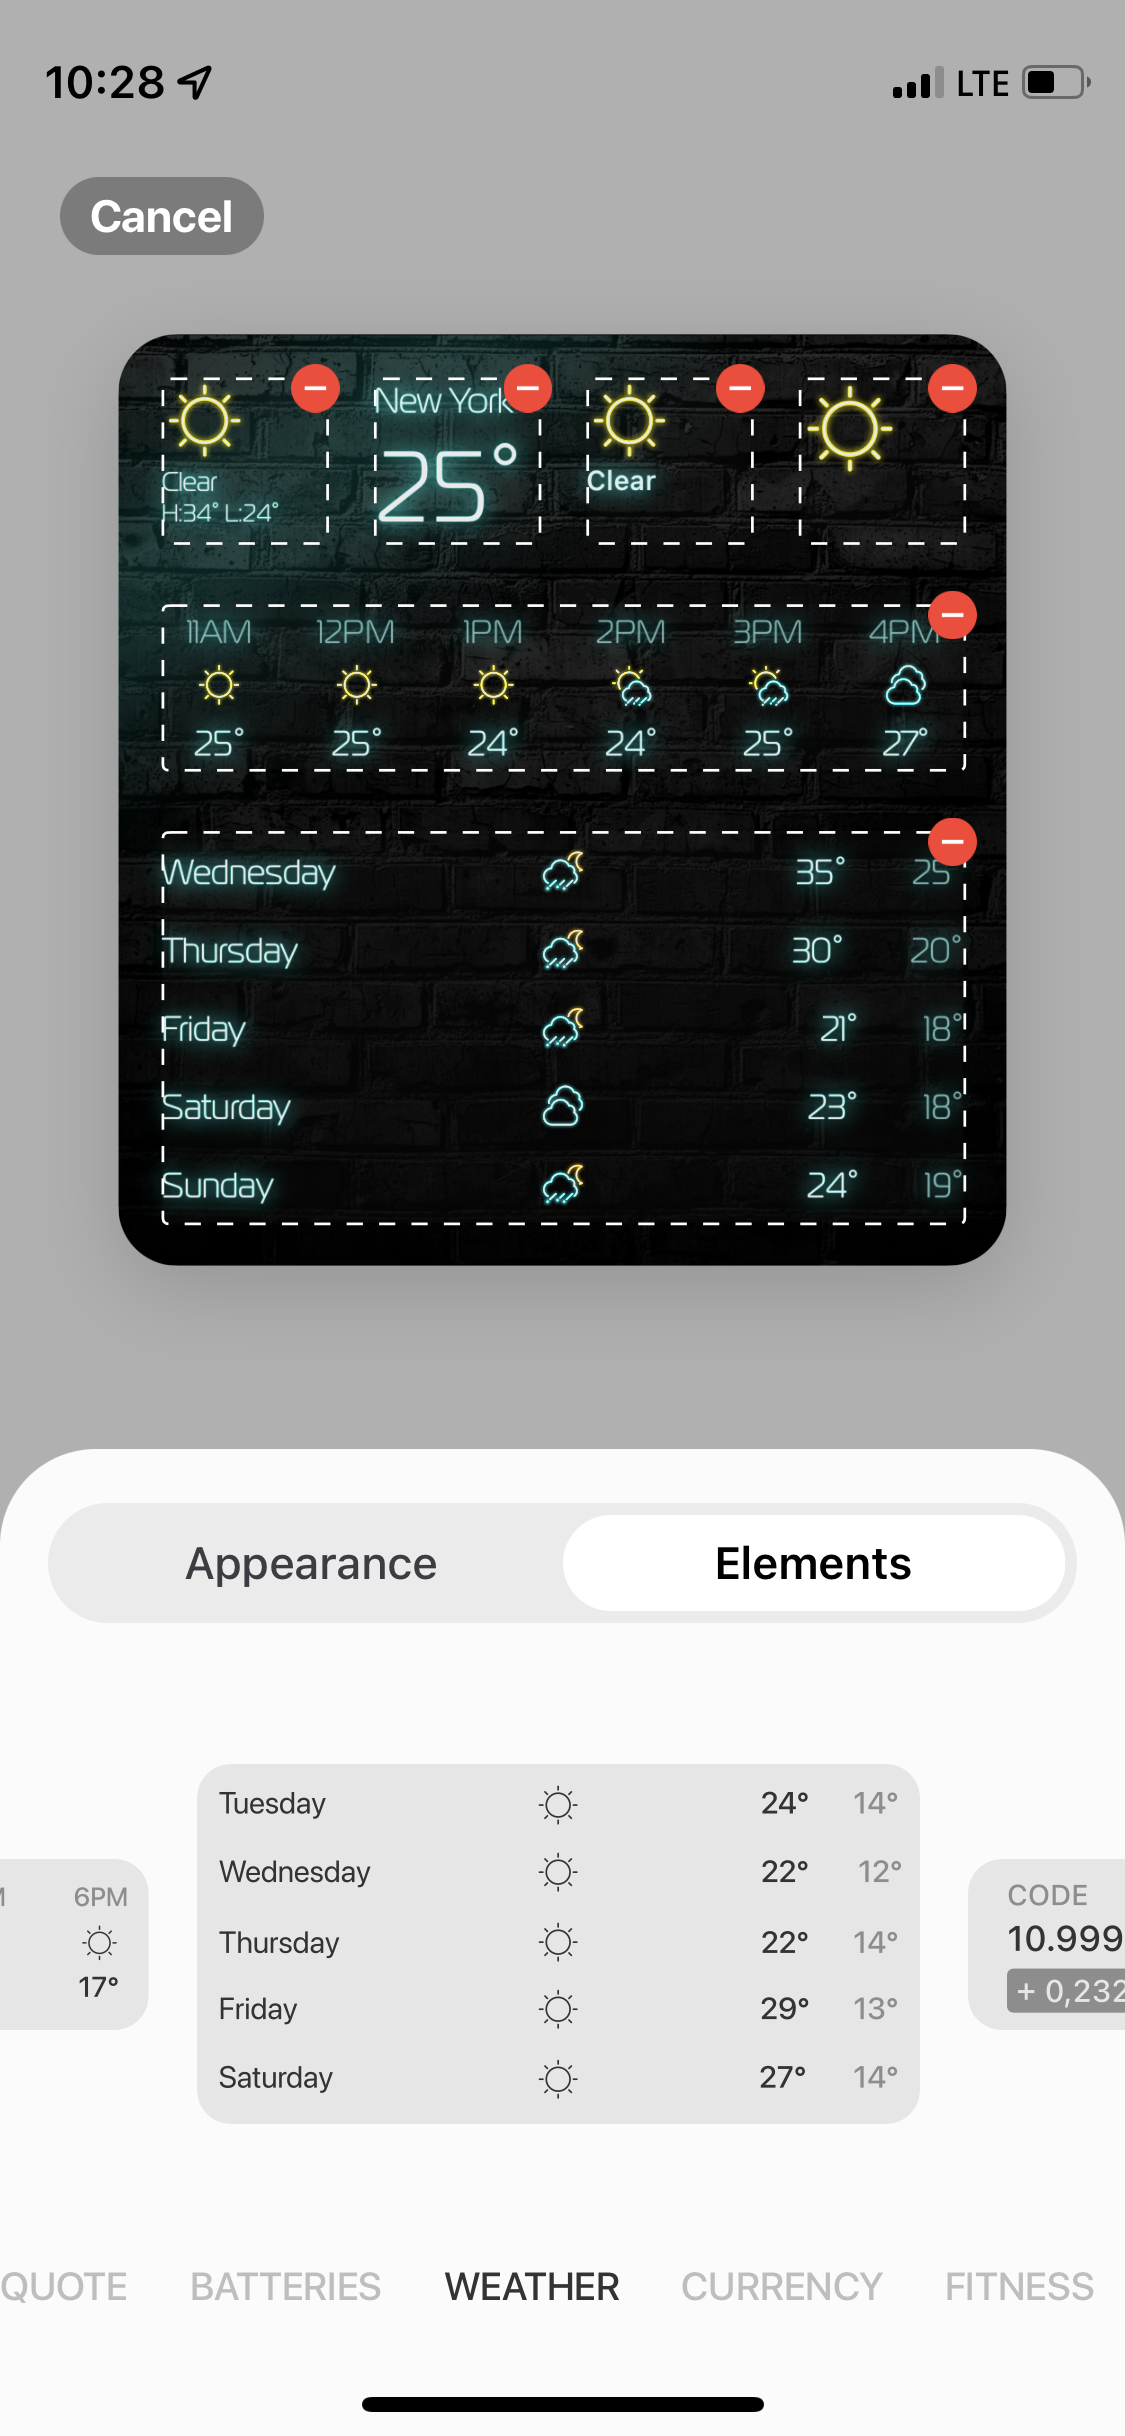 10:28 LTE
Cancel
New York
25°
Clear
H:34° L:24°
Clear
11AM 12PM 1PM 2PM 3PM 4PM
25° 25° 24° 24° 25° 27°
Wednesday 35° 25
Thursday 30° 20°
Friday 21° 18°
Saturday 23° 18°
Sunday 24° 19°
Appearance Elements
Tuesday 24° 14°
Wednesday 22° 12°
Thursday 22° 14°
Friday 29° 13°
Saturday 27° 14°
6PM
17°
CODE
10.999
+ 0,232
QUOTE BATTERIES WEATHER CURRENCY FITNESS